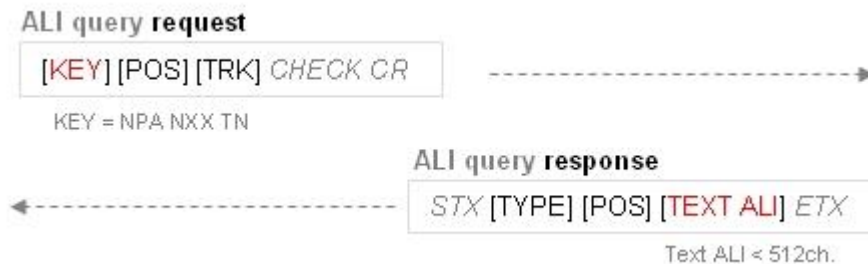 ALI query request
[KEY] [POS] [TRK] CHECK CR
KEY = NPA NXX TN
ALI query response
STX [TYPE] [POS] [TEXT ALI] ETX
Text ALI < 512ch.